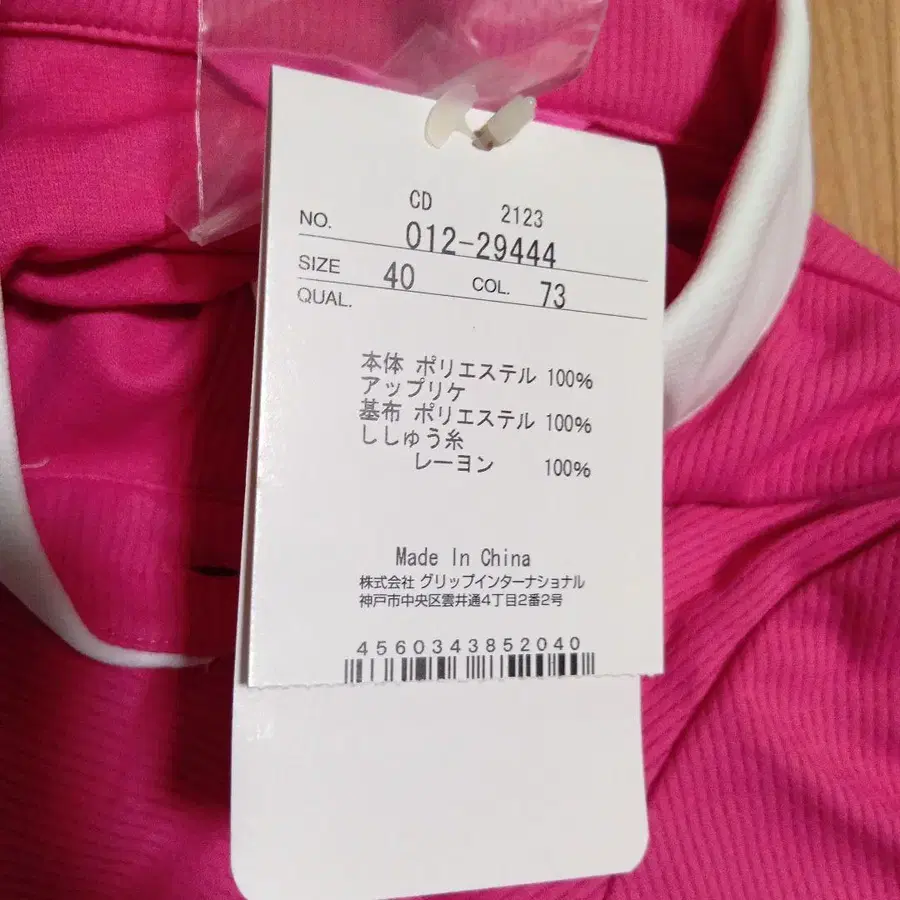 CD 2123
NO. 012-29444
SIZE 40 COL. 73
QUAL.
本体 ポリエステル 100%
アップリケ
基布 ポリエステル 100%
ししゅう糸
レーヨン 100%
Made In China
株式会社 グリップインターナショナル
神戸市中央区雲井通4丁目2番2号
4560343852040